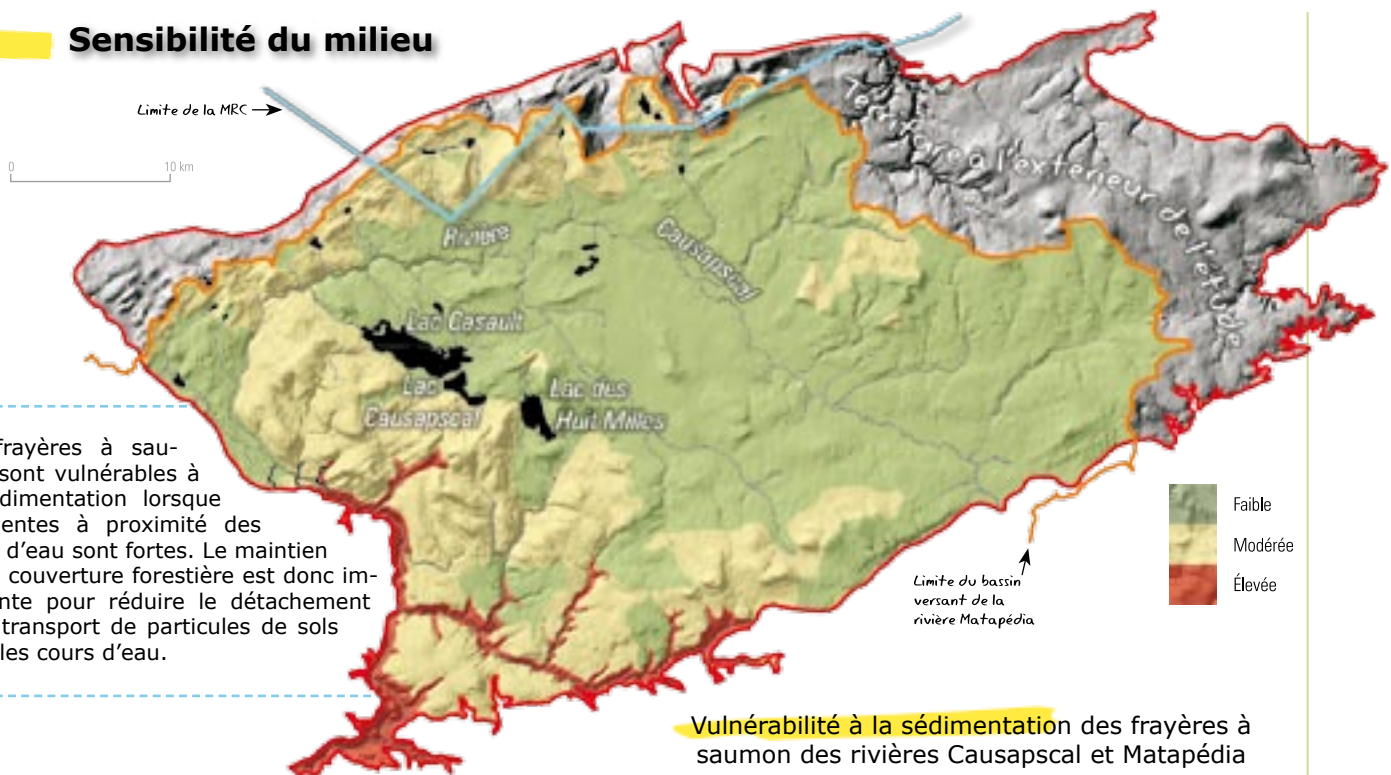 Sensibilité du milieu
Limite de la MRC
0 10 km
Territoire à l'extérieur de l'étude
Rivière
Causapscal
Lac Casault
Lac
Causapscal
Lac des
Huit Milles
frayères à sau-
sont vulnérables à
dimentation lorsque
entes à proximité des
d'eau sont fortes. Le maintien
couverture forestière est donc im-
nte pour réduire le détachement
transport de particules de sols
les cours d'eau.
Faible
Modérée
Élevée
Limite du bassin
versant de la
rivière Matapédia
Vulnérabilité à la sédimentation des frayères à
saumon des rivières Causapscal et Matapédia